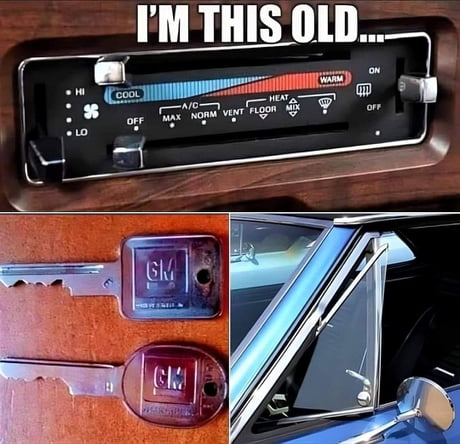 I'M THIS OLD...
WARM
ON
COOL
HI
A/C
HEAT
OFF
MAX
NORM
VENT
FLOOR
MIX
OFF
LO
GM
GM